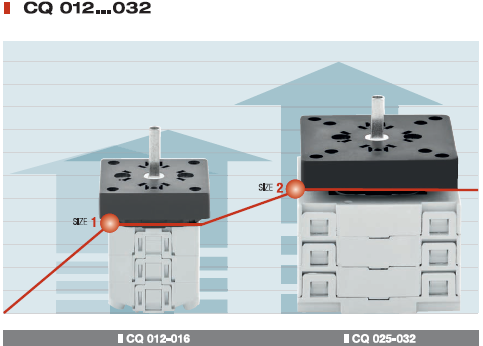 CQ 012...032
SIZE 2
SIZE 1
CQ 012-016
CQ 025-032